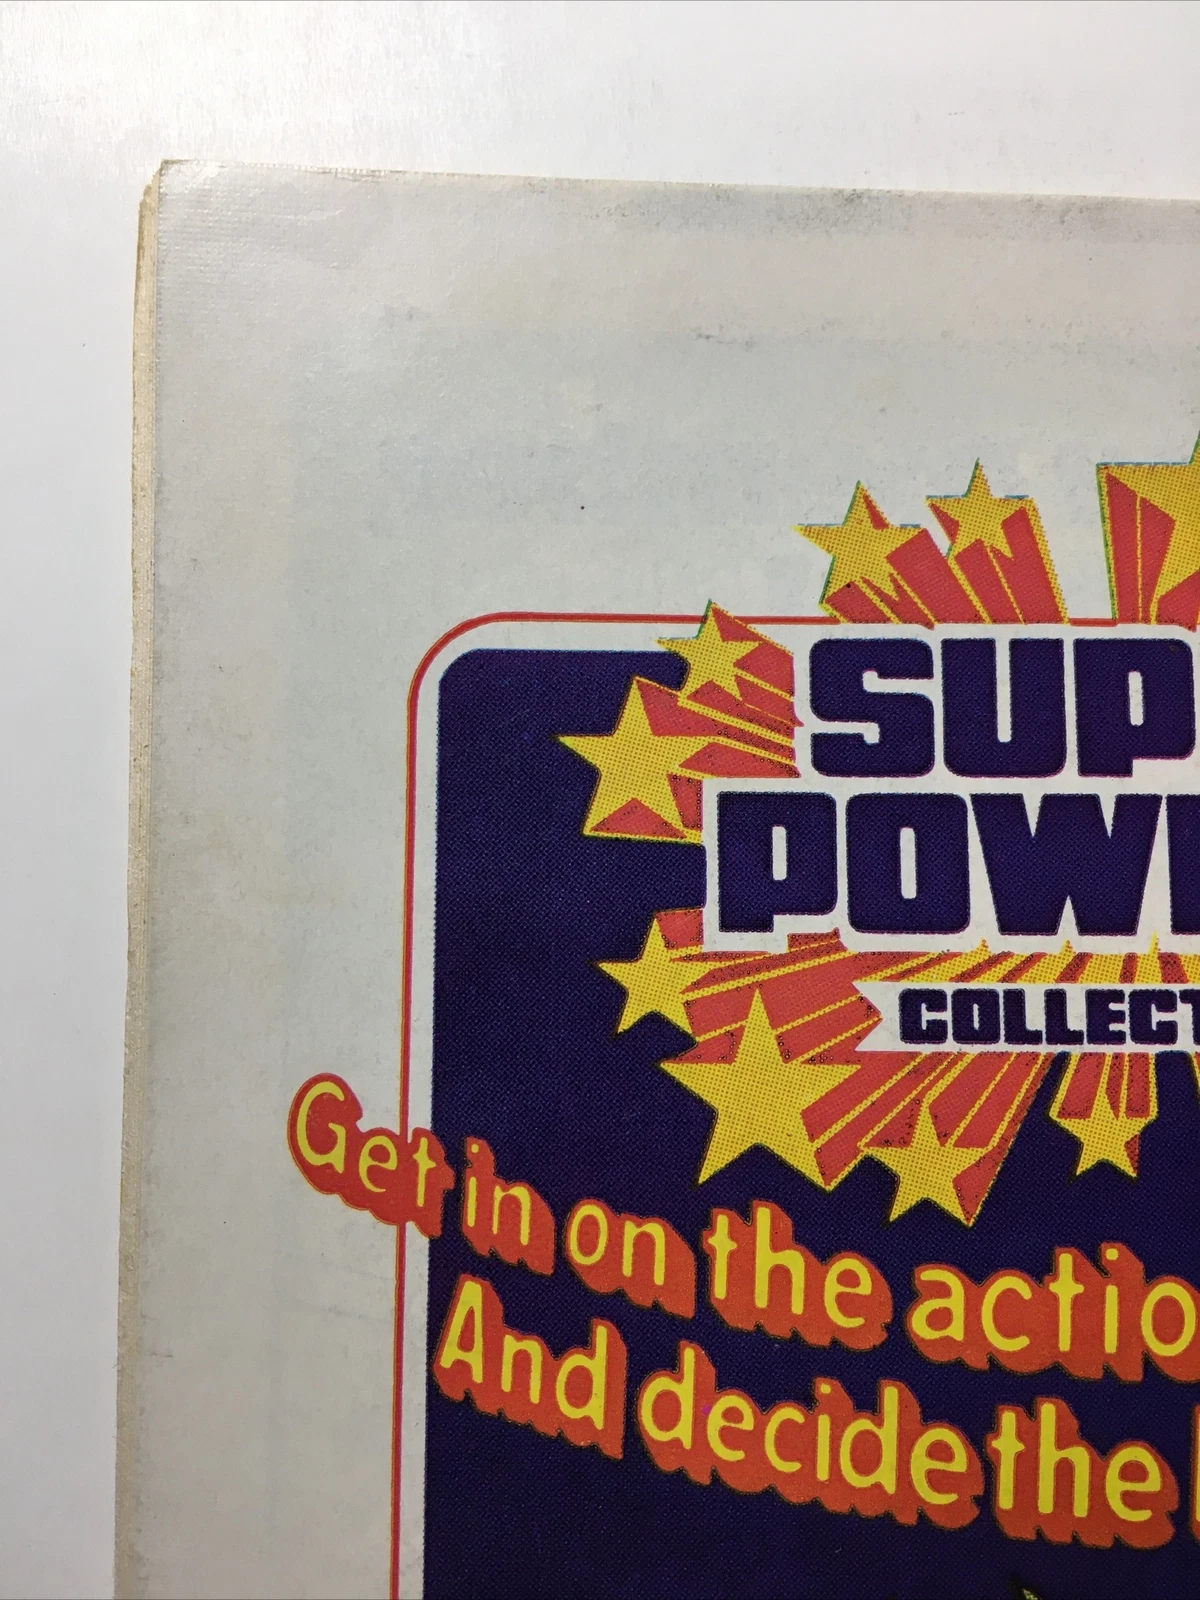 SUP
POW
COLLECT
Get in on the actio
And decide the